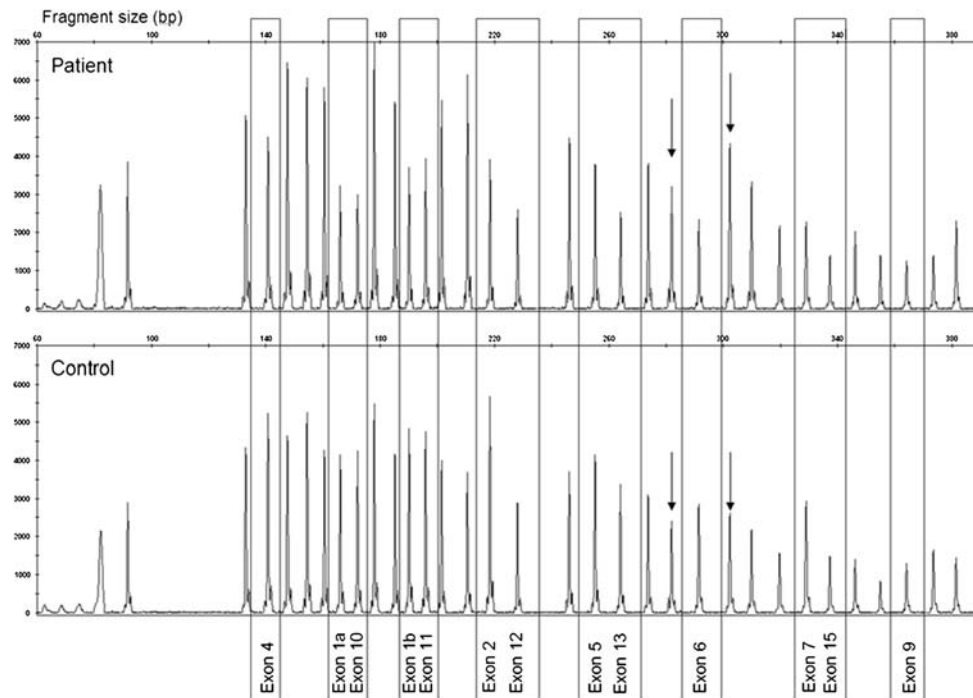 Fragment size (bp)
60 100 140 180 220 260 300 340 380
7000
Patient
6000
5000
4000
3000
2000
1000
0
60 100 140 180 220 260 300 340 380
7000
Control
6000
5000
4000
3000
2000
1000
0
Exon 4
Exon 1a
Exon 10
Exon 1b
Exon 11
Exon 2
Exon 12
Exon 5
Exon 13
Exon 6
Exon 7
Exon 15
Exon 9